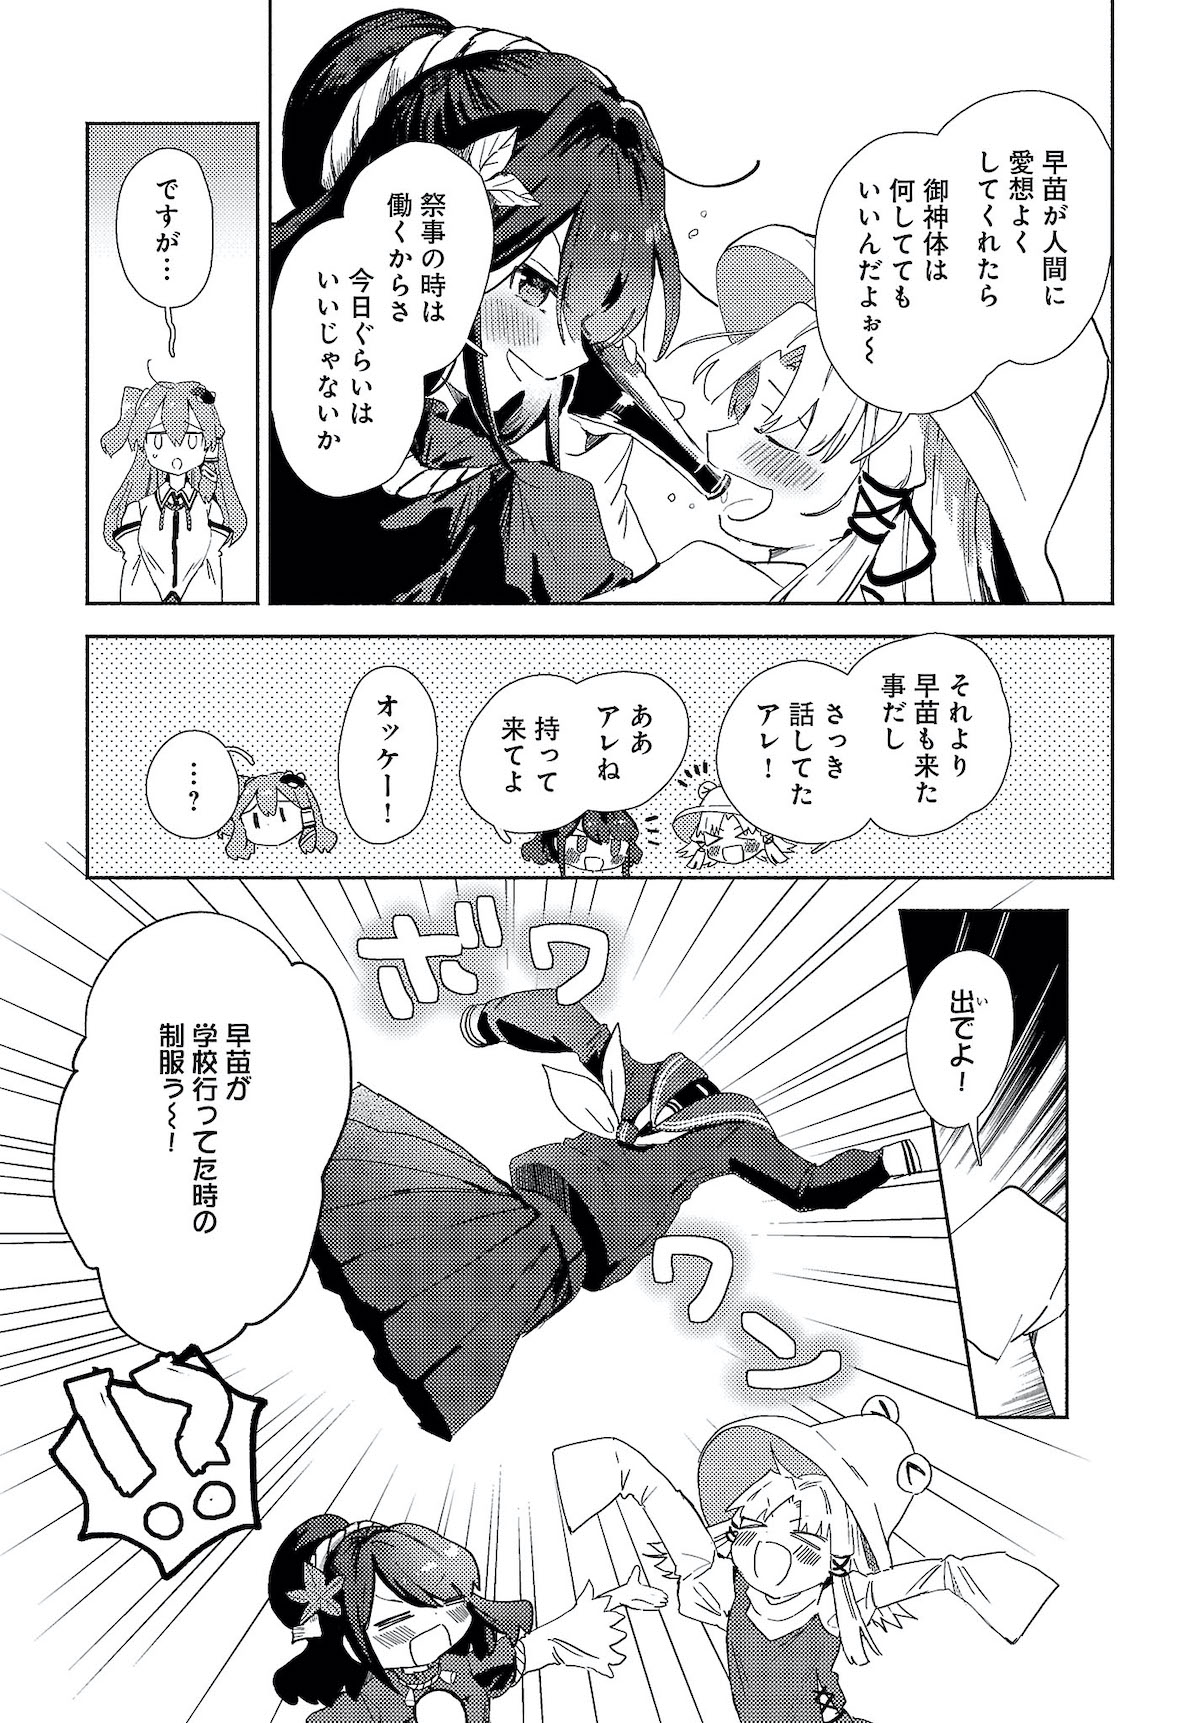 早苗が人間に
愛想よく
してくれたら
御神体は
何してても
いいんだよぉ〜
祭事の時は
働くからさ
今日ぐらいは
いいじゃないか
ですが…
それより
早苗も来た
事だし
さっき
話してた
アレ！
ああ
アレね
持って
来てよ
オッケー！
…？
出でよ！
い
ボワ
ワン
早苗が
学校行ってた時の
制服う〜！
!?